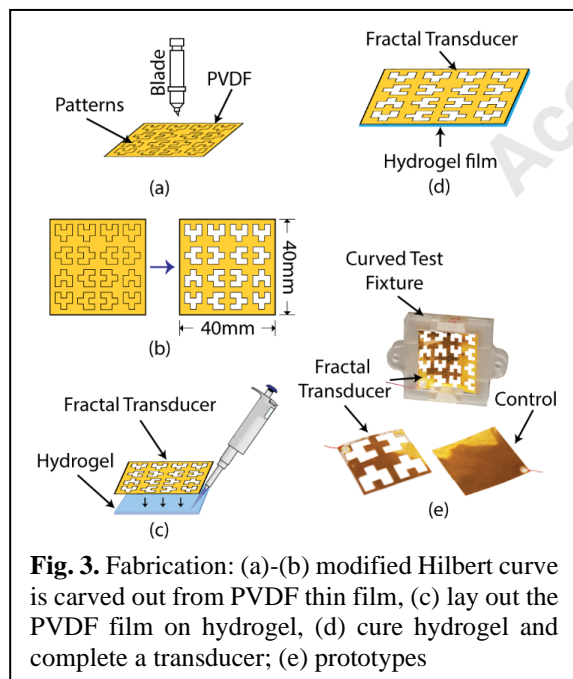 Blade
PVDF
Patterns
(a)
Fractal Transducer
Hydrogel film
(d)
40mm
40mm
(b)
Fractal Transducer
Hydrogel
(c)
Curved Test
Fixture
Fractal
Transducer
Control
(e)
Acc
Fig. 3. Fabrication: (a)-(b) modified Hilbert curve
is carved out from PVDF thin film, (c) lay out the
PVDF film on hydrogel, (d) cure hydrogel and
complete a transducer; (e) prototypes